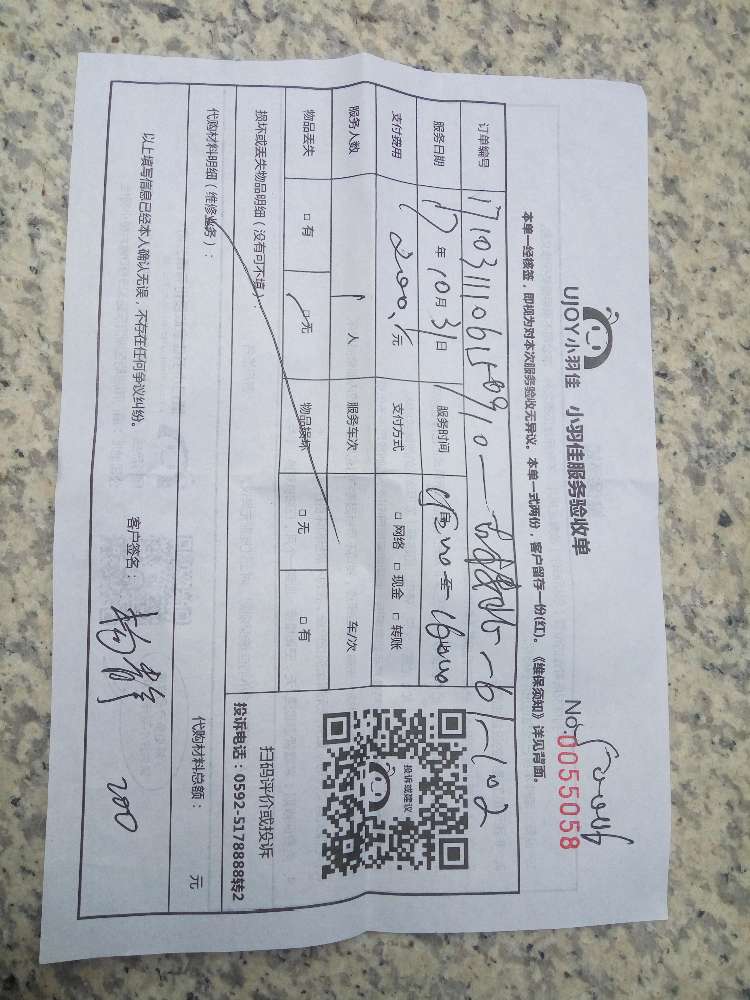 UJOY小羽佳 小羽佳服务验收单
No.0055058
本单一经核签，即视为对本次服务验收无异议。本单一式两份，客户留存一份(红)。《维保须知》详见背面。
订单编号
服务日期 17 年 10 月 31 日 服务时间 至
支付费用 200 元 支付方式 □ 网络 □ 现金 □ 转账
服务人数 1 人 服务车次 车/次
物品丢失 □ 有 □ 无 物品损坏 □ 无 □ 有
损坏或丢失物品明细（没有可不填）：
代购材料明细（维修业务）：
代购材料总额： 元
投诉或建议
扫码评价或投诉
投诉电话：0592-5178888转2
以上填写信息已经本人确认无误，不存在任何争议纠纷。 客户签名： 200